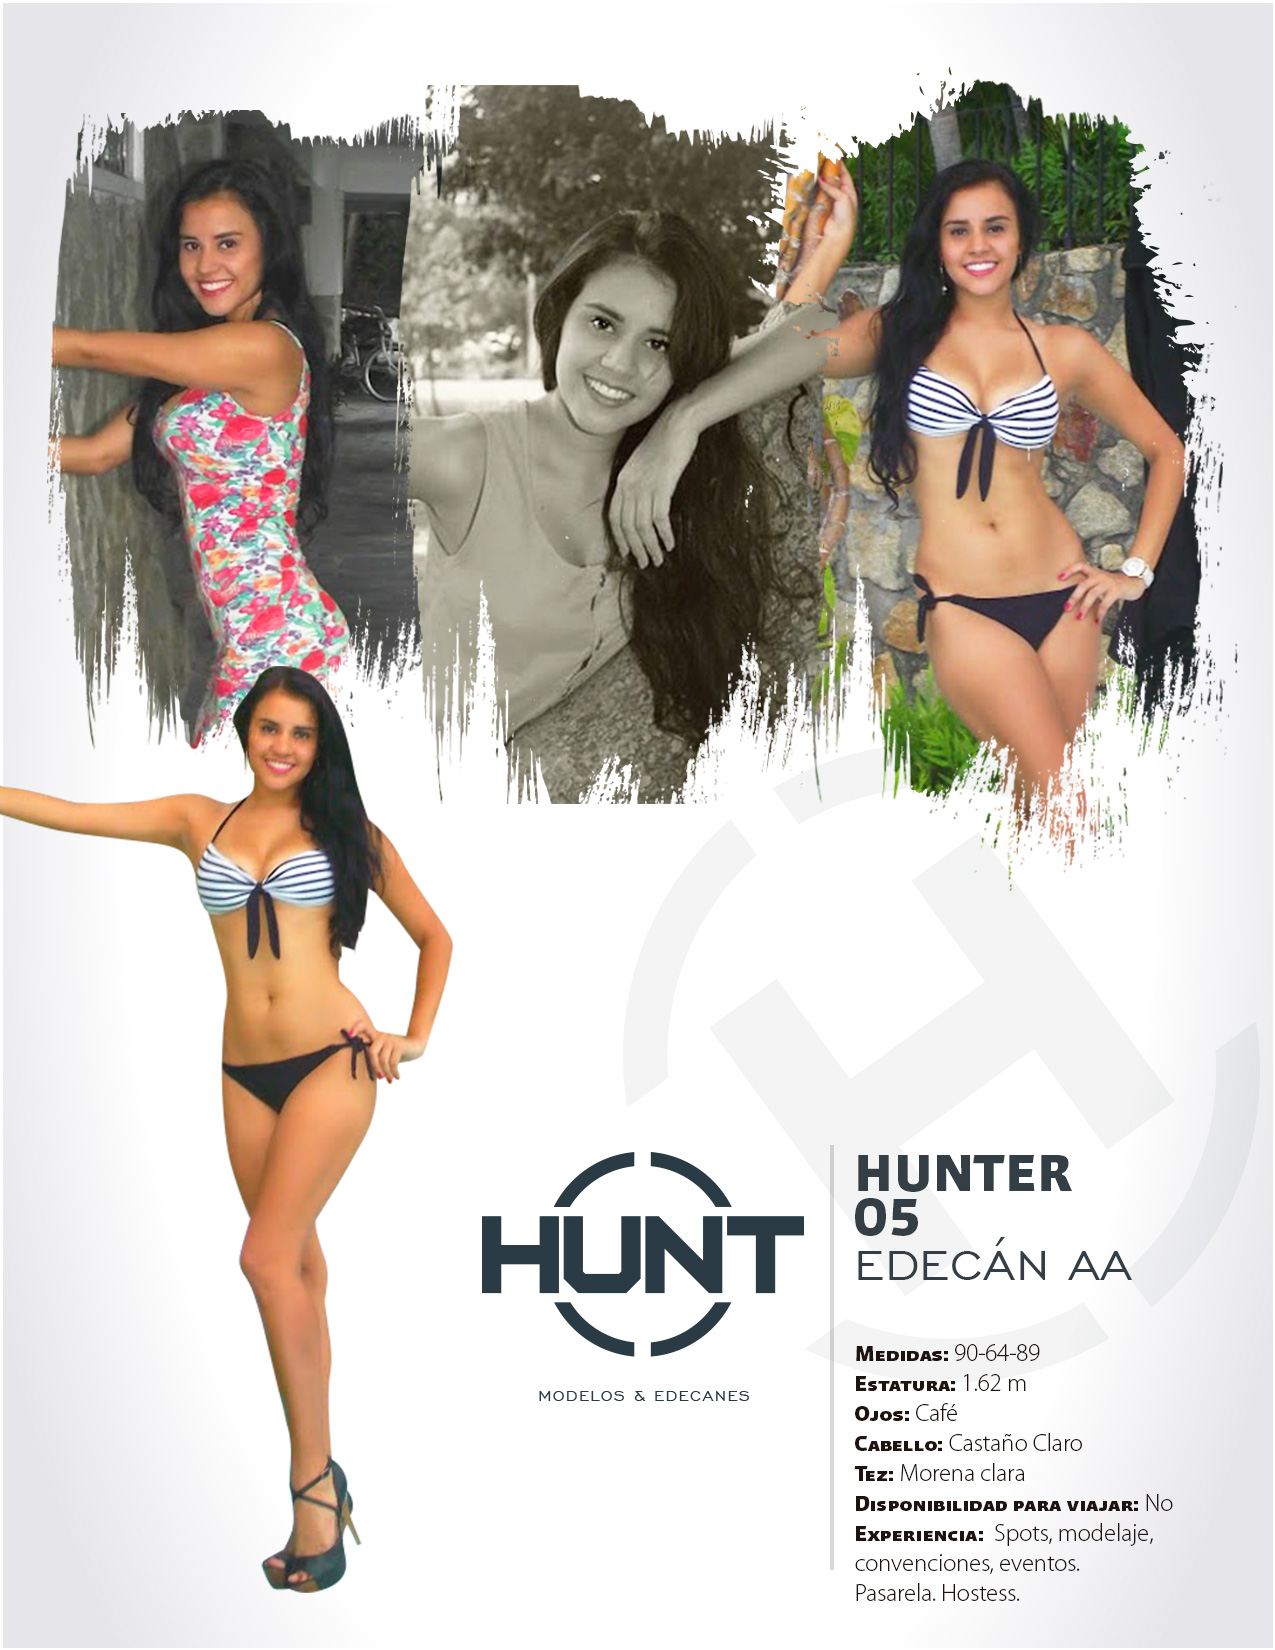 HUNT
MODELOS & EDECANES
HUNTER
05
EDECÁN AA
Medidas: 90-64-89
Estatura: 1.62 m
Ojos: Café
Cabello: Castaño Claro
Tez: Morena clara
Disponibilidad para viajar: No
Experiencia: Spots, modelaje,
convenciones, eventos.
Pasarela. Hostess.